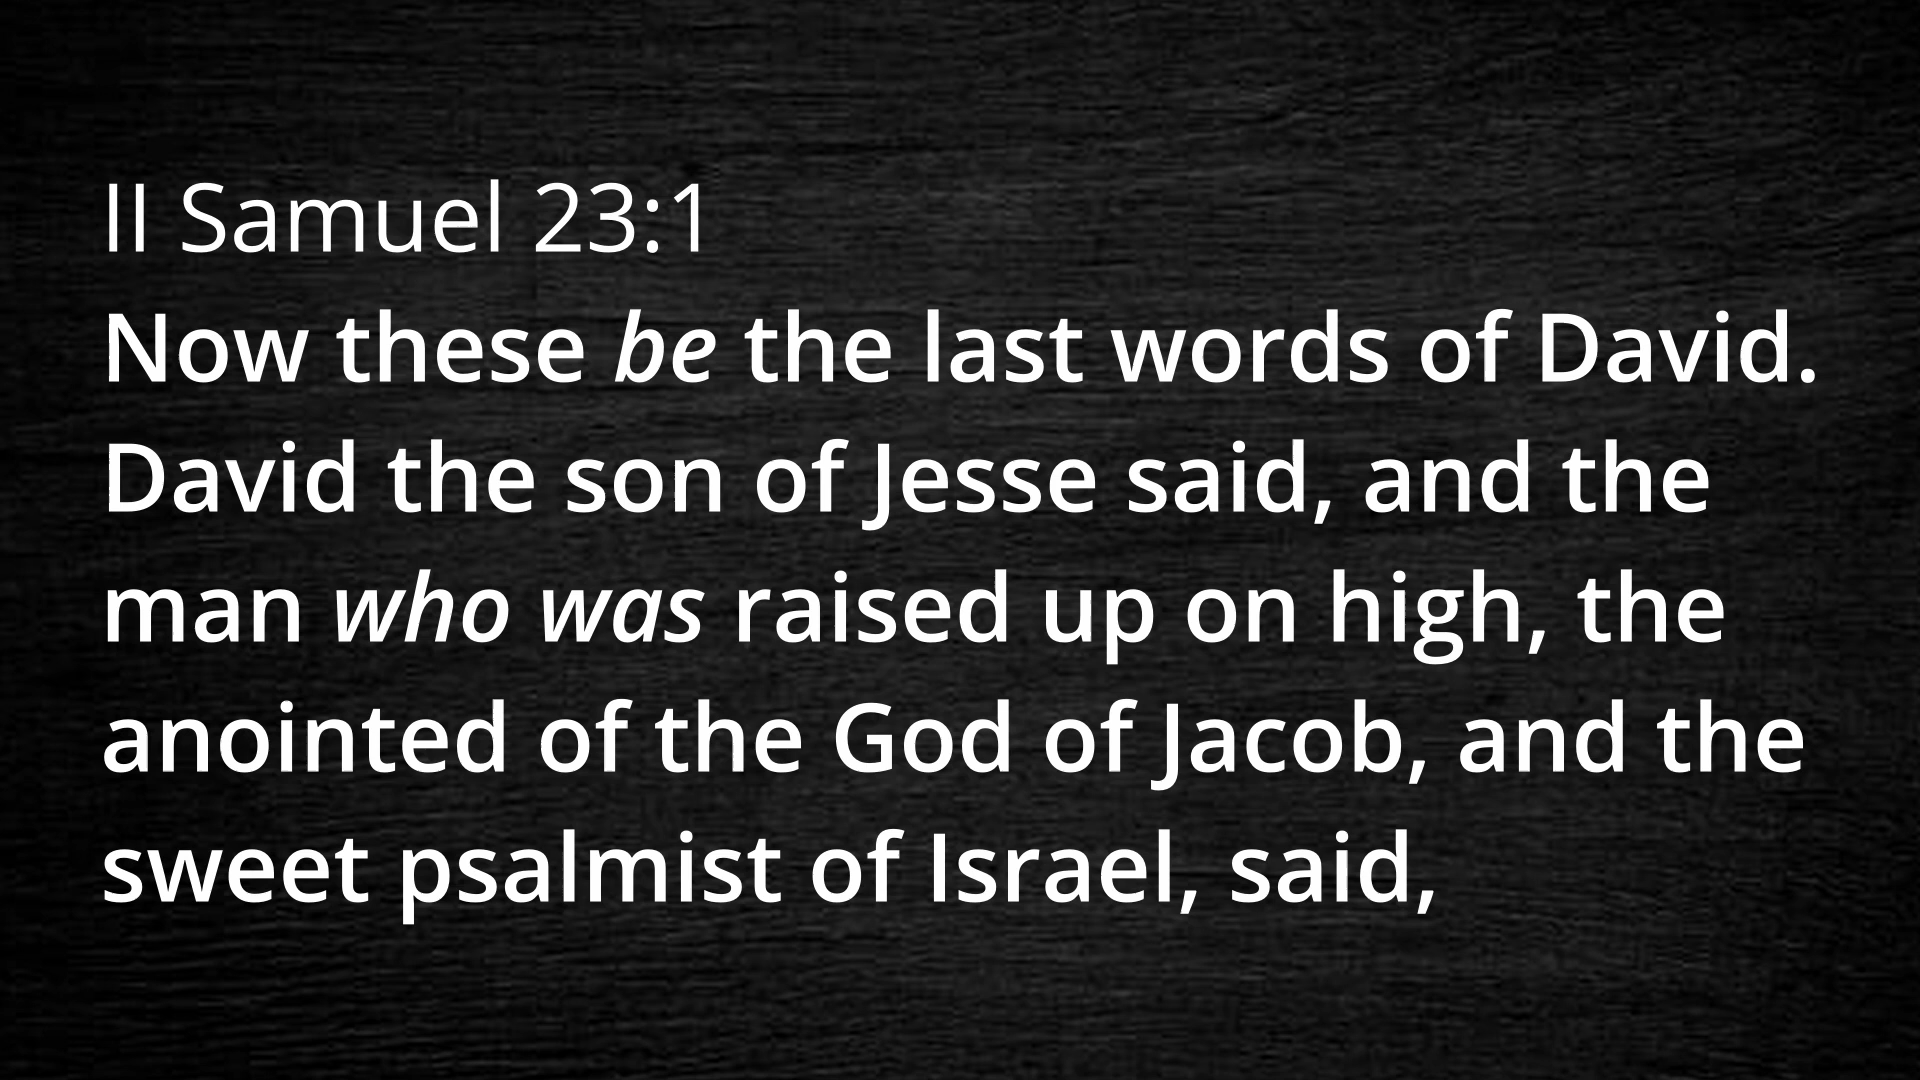 II Samuel 23:1
Now these be the last words of David.
David the son of Jesse said, and the
man who was raised up on high, the
anointed of the God of Jacob, and the
sweet psalmist of Israel, said,